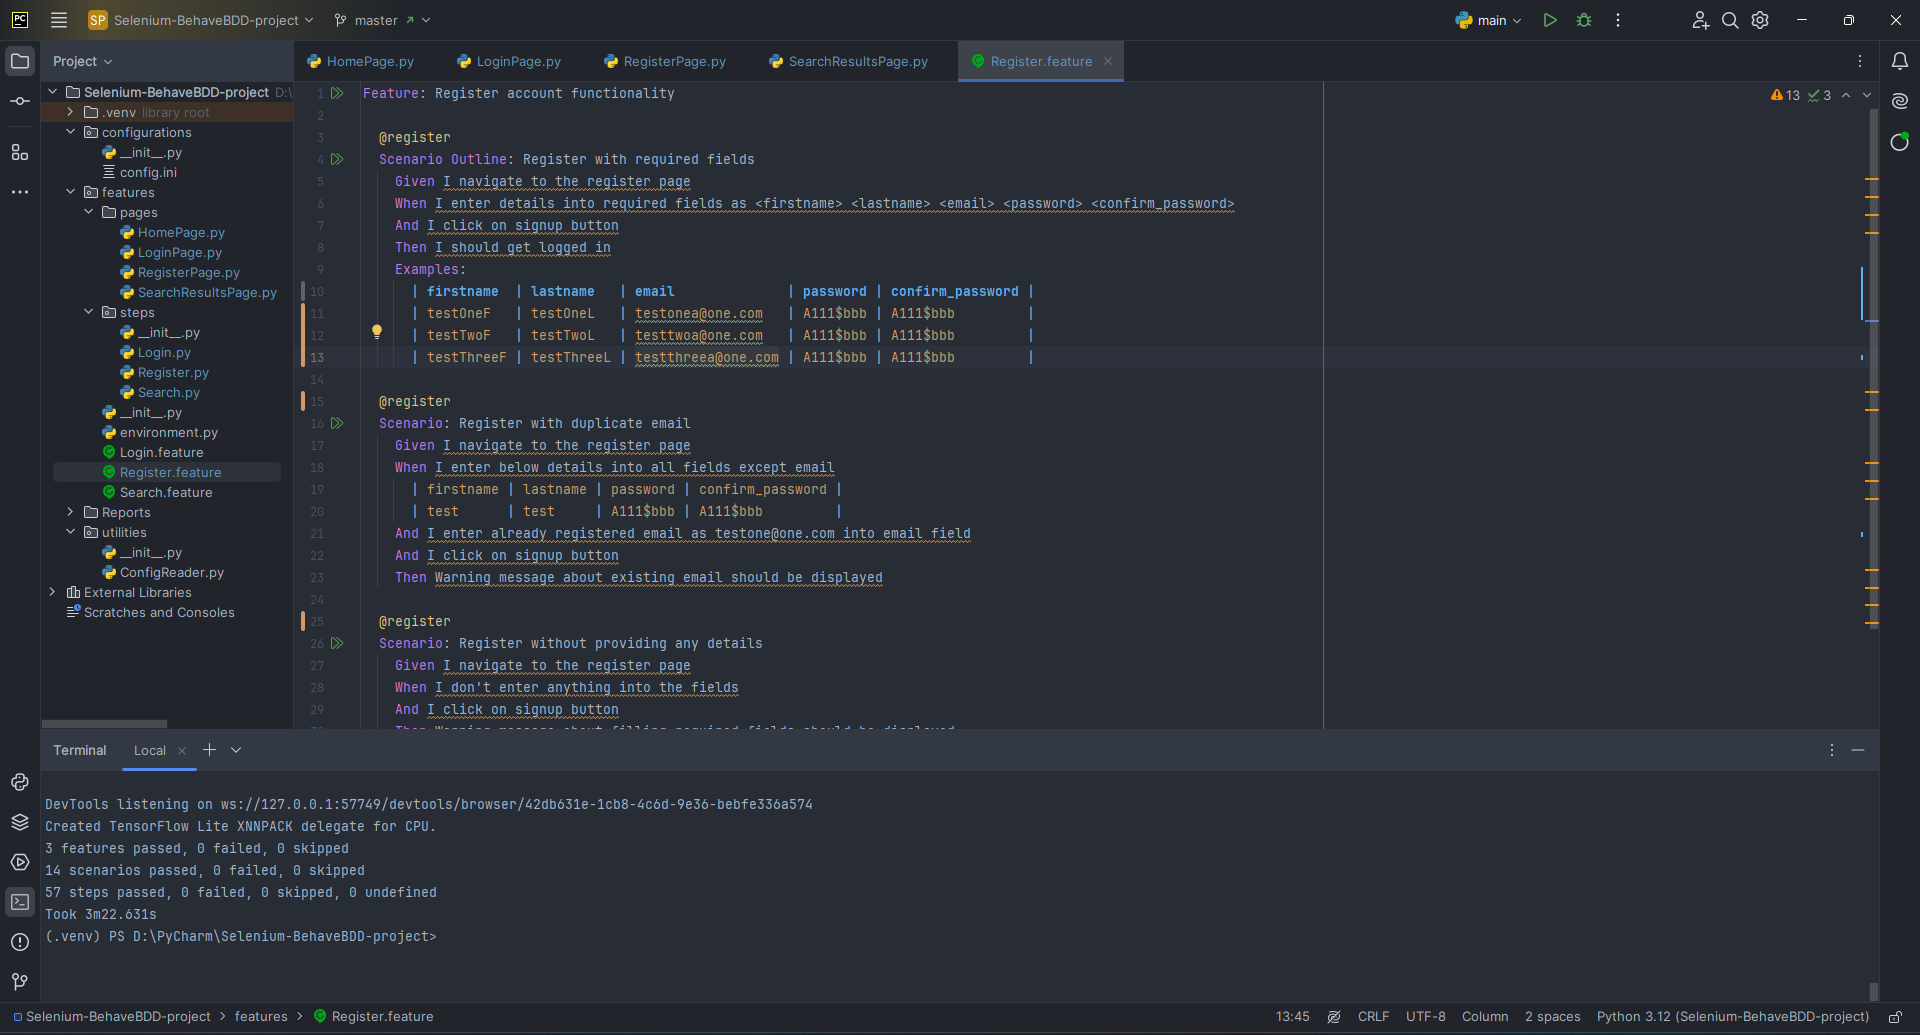 PC SP Selenium-BehaveBDD-project master main
Project
HomePage.py LoginPage.py RegisterPage.py SearchResultsPage.py Register.feature
Selenium-BehaveBDD-project D:\
.venv library root
configurations
__init__.py
config.ini
features
pages
HomePage.py
LoginPage.py
RegisterPage.py
SearchResultsPage.py
steps
__init__.py
Login.py
Register.py
Search.py
__init__.py
environment.py
Login.feature
Register.feature
Search.feature
Reports
utilities
__init__.py
ConfigReader.py
External Libraries
Scratches and Consoles
13 3
1 Feature: Register account functionality
2
3 @register
4 Scenario Outline: Register with required fields
5 Given I navigate to the register page
6 When I enter details into required fields as <firstname> <lastname> <email> <password> <confirm_password>
7 And I click on signup button
8 Then I should get logged in
9 Examples:
10 | firstname | lastname | email | password | confirm_password |
11 | testOneF | testOneL | testonea@one.com | A111$bbb | A111$bbb |
12 | testTwoF | testTwoL | testtwoa@one.com | A111$bbb | A111$bbb |
13 | testThreeF | testThreeL | testthreea@one.com | A111$bbb | A111$bbb |
14
15 @register
16 Scenario: Register with duplicate email
17 Given I navigate to the register page
18 When I enter below details into all fields except email
19 | firstname | lastname | password | confirm_password |
20 | test | test | A111$bbb | A111$bbb |
21 And I enter already registered email as testone@one.com into email field
22 And I click on signup button
23 Then Warning message about existing email should be displayed
24
25 @register
26 Scenario: Register without providing any details
27 Given I navigate to the register page
28 When I don't enter anything into the fields
29 And I click on signup button
Then Warning message about filling required fields should be displayed
Terminal Local
DevTools listening on ws://127.0.0.1:57749/devtools/browser/42db631e-1cb8-4c6d-9e36-bebfe336a574
Created TensorFlow Lite XNNPACK delegate for CPU.
3 features passed, 0 failed, 0 skipped
14 scenarios passed, 0 failed, 0 skipped
57 steps passed, 0 failed, 0 skipped, 0 undefined
Took 3m22.631s
(.venv) PS D:\PyCharm\Selenium-BehaveBDD-project>
Selenium-BehaveBDD-project > features > Register.feature
13:45 CRLF UTF-8 Column 2 spaces Python 3.12 (Selenium-BehaveBDD-project)